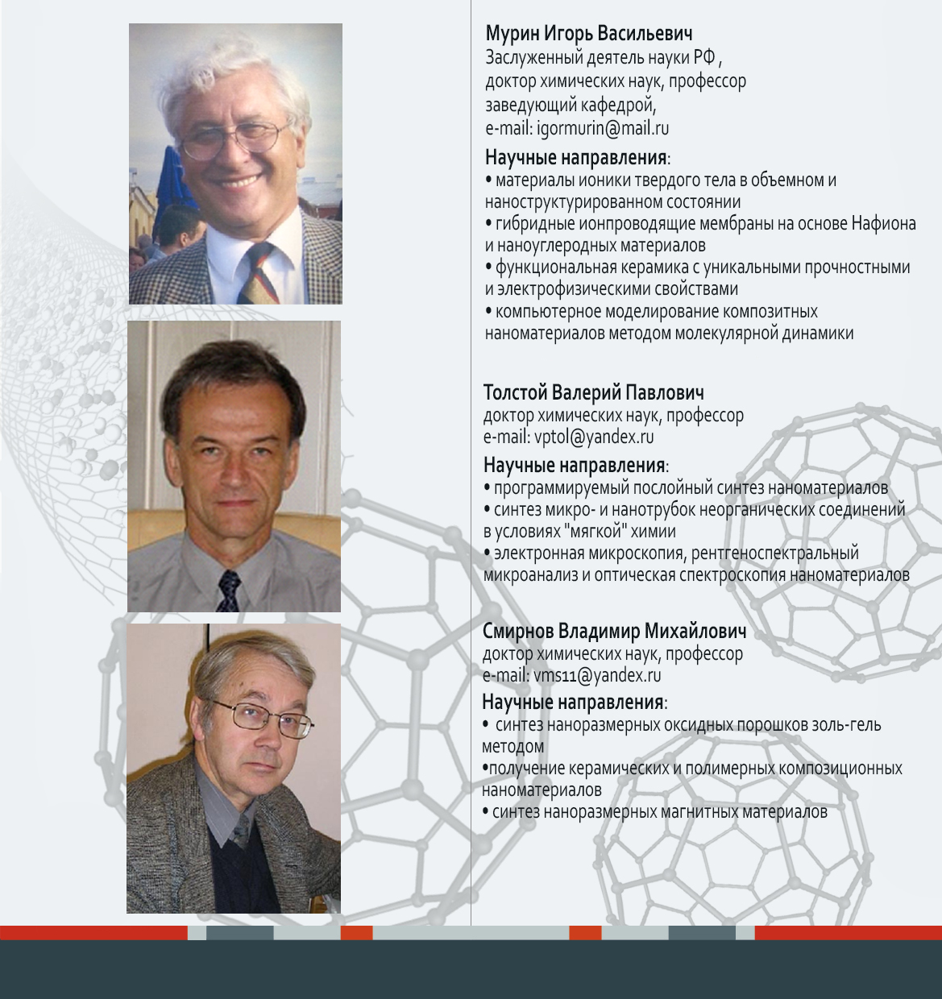 Мурин Игорь Васильевич
Заслуженный деятель науки РФ ,
доктор химических наук, профессор
заведующий кафедрой,
e-mail: igormurin@mail.ru
Научные направления:
• материалы ионики твердого тела в объемном и
наноструктурированном состоянии
• гибридные ионпроводящие мембраны на основе Нафиона
и наноуглеродных материалов
• функциональная керамика с уникальными прочностными
и электрофизическими свойствами
• компьютерное моделирование композитных
наноматериалов методом молекулярной динамики
Толстой Валерий Павлович
доктор химических наук, профессор
e-mail: vptol@yandex.ru
Научные направления:
• программируемый послойный синтез наноматериалов
• синтез микро- и нанотрубок неорганических соединений
в условиях "мягкой" химии
• электронная микроскопия, рентгеноспектральный
микроанализ и оптическая спектроскопия наноматериалов
Смирнов Владимир Михайлович
доктор химических наук, профессор
e-mail: vms11@yandex.ru
Научные направления:
• синтез наноразмерных оксидных порошков золь-гель
методом
•получение керамических и полимерных композиционных
наноматериалов
• синтез наноразмерных магнитных материалов